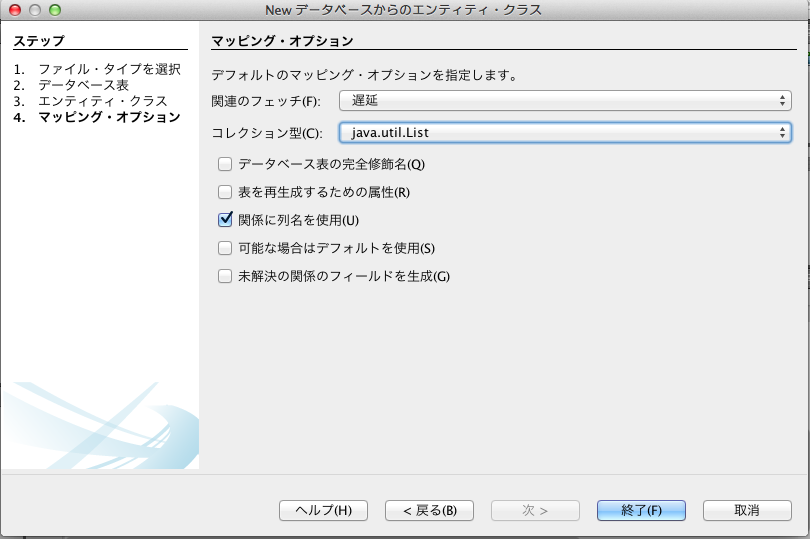 New データベースからのエンティティ・クラス
ステップ
1. ファイル・タイプを選択
2. データベース表
3. エンティティ・クラス
4. マッピング・オプション
マッピング・オプション
デフォルトのマッピング・オプションを指定します。
関連のフェッチ(F): 遅延
コレクション型(C): java.util.List
データベース表の完全修飾名(Q)
表を再生成するための属性(R)
関係に列名を使用(U)
可能な場合はデフォルトを使用(S)
未解決の関係のフィールドを生成(G)
ヘルプ(H) < 戻る(B) 次 > 終了(F) 取消